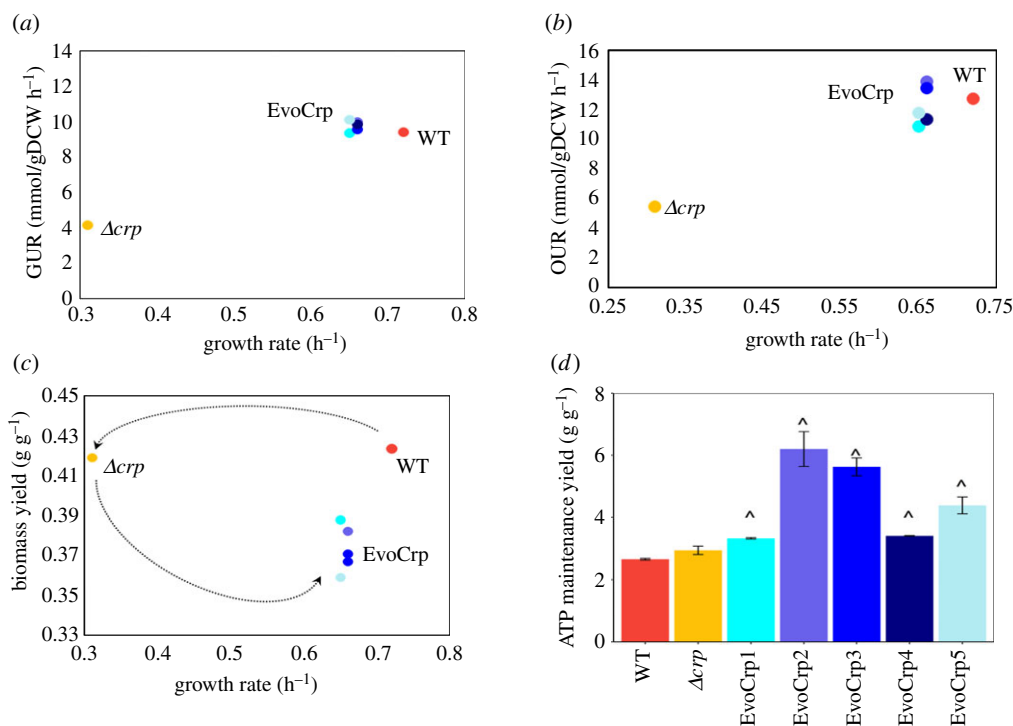 (a)
14
12
10
8
6
4
2
0
GUR (mmol/gDCW h⁻¹)
EvoCrp
WT
Δcrp
0.3 0.4 0.5 0.6 0.7 0.8
growth rate (h⁻¹)
(b)
16
14
12
10
8
6
4
2
0
OUR (mmol/gDCW h⁻¹)
EvoCrp
WT
Δcrp
0.25 0.35 0.45 0.55 0.65 0.75
growth rate (h⁻¹)
(c)
0.45
0.43
0.41
0.39
0.37
0.35
0.33
biomass yield (g g⁻¹)
Δcrp
WT
EvoCrp
0.3 0.4 0.5 0.6 0.7 0.8
growth rate (h⁻¹)
(d)
8
6
4
2
0
ATP maintenance yield (g g⁻¹)
^
^
^
^
^
WT
Δcrp
EvoCrp1
EvoCrp2
EvoCrp3
EvoCrp4
EvoCrp5